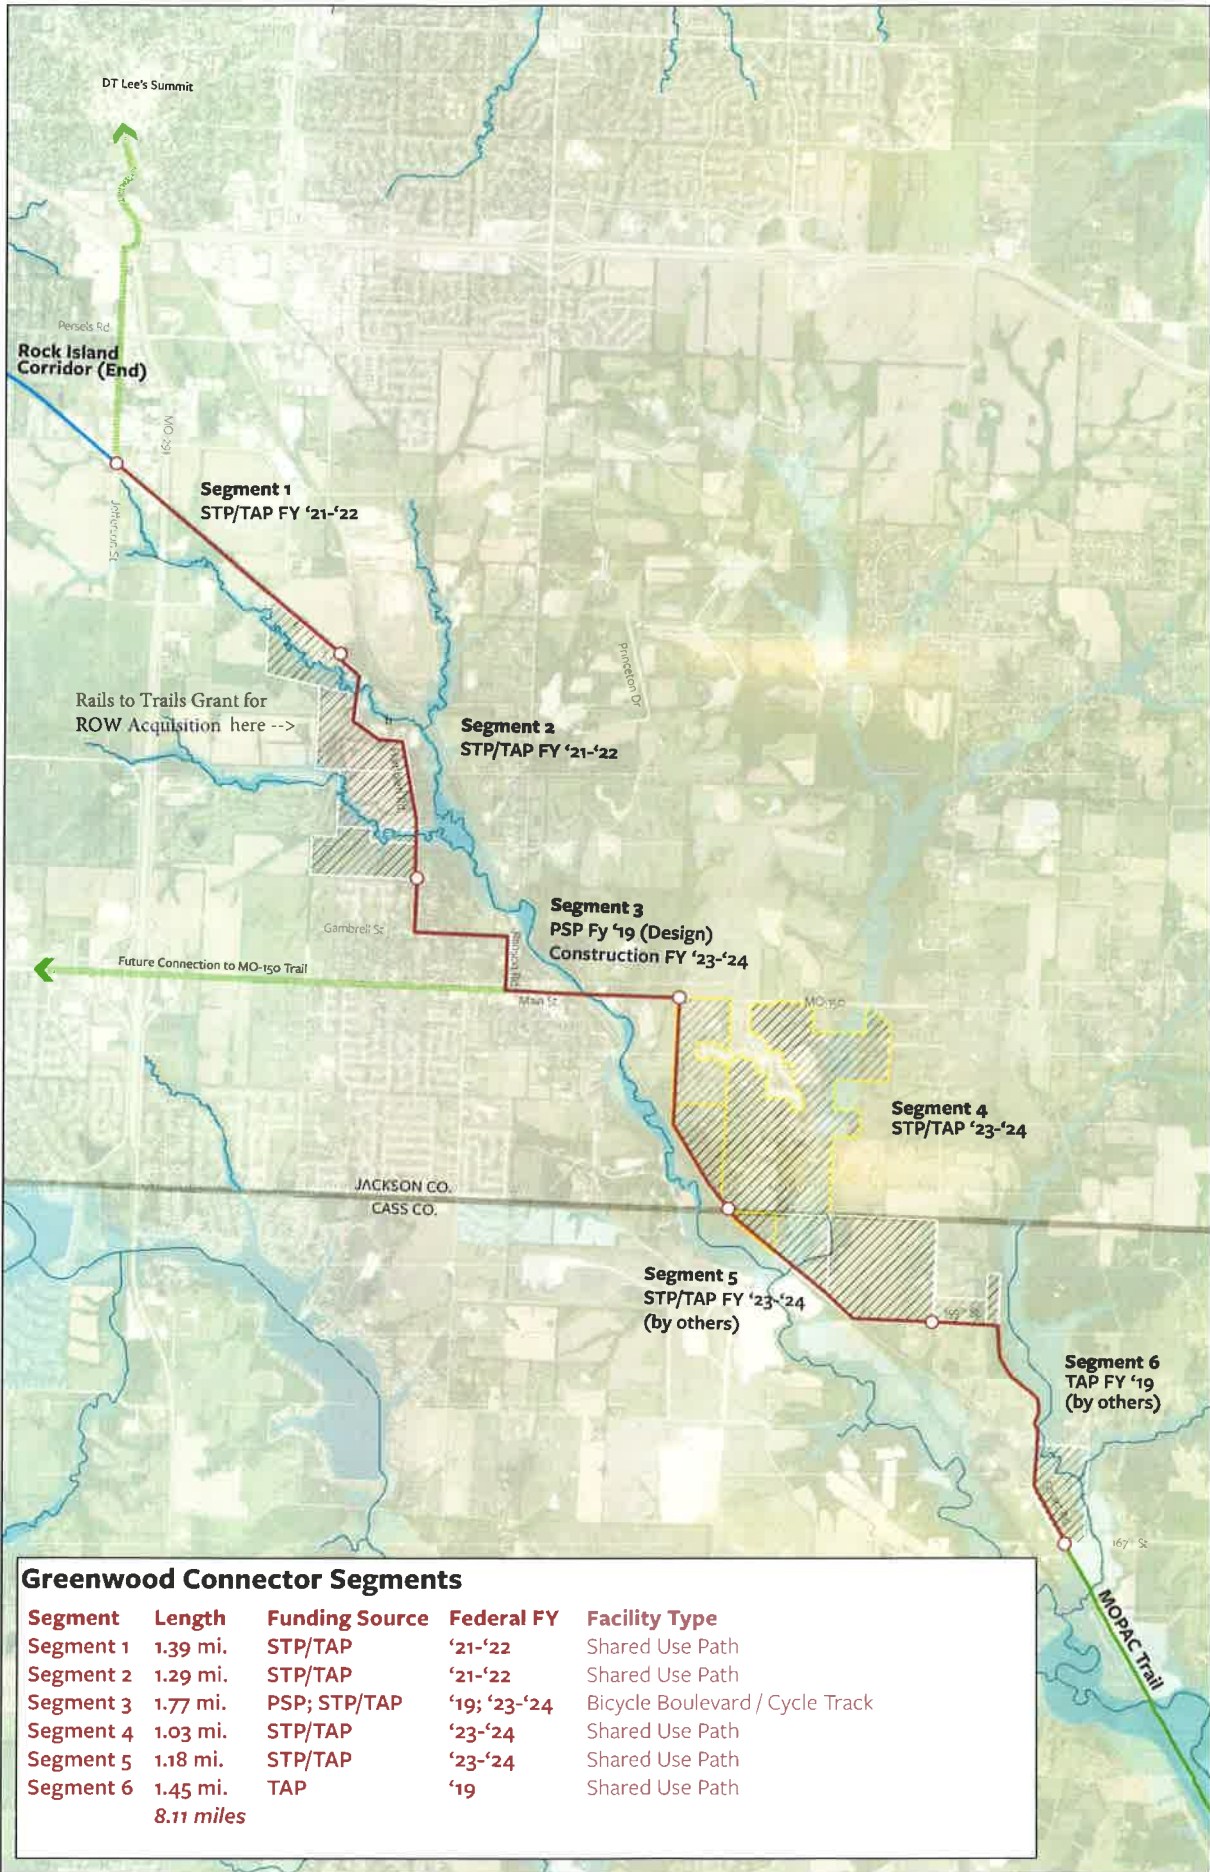 DT Lee's Summit
Persels Rd
Rock Island
Corridor (End)
MO-291
Jefferson St
Segment 1
STP/TAP FY ‘21-‘22
Princeton Dr
Rails to Trails Grant for
ROW Acquisition here -->
Segment 2
STP/TAP FY ‘21-‘22
Segment 3
PSP Fy ‘19 (Design)
Construction FY ‘23-‘24
Gambrell St
Ranson Rd
Future Connection to MO-150 Trail
Main St
MO-150
Segment 4
STP/TAP ‘23-‘24
JACKSON CO.
CASS CO.
Segment 5
STP/TAP FY ‘23-‘24
(by others)
Segment 6
TAP FY ‘19
(by others)
167th St
MOPAC Trail
Greenwood Connector Segments
Segment Length Funding Source Federal FY Facility Type
Segment 1 1.39 mi. STP/TAP ‘21-‘22 Shared Use Path
Segment 2 1.29 mi. STP/TAP ‘21-‘22 Shared Use Path
Segment 3 1.77 mi. PSP; STP/TAP ‘19; ‘23-‘24 Bicycle Boulevard / Cycle Track
Segment 4 1.03 mi. STP/TAP ‘23-‘24 Shared Use Path
Segment 5 1.18 mi. STP/TAP ‘23-‘24 Shared Use Path
Segment 6 1.45 mi. TAP ‘19 Shared Use Path
8.11 miles